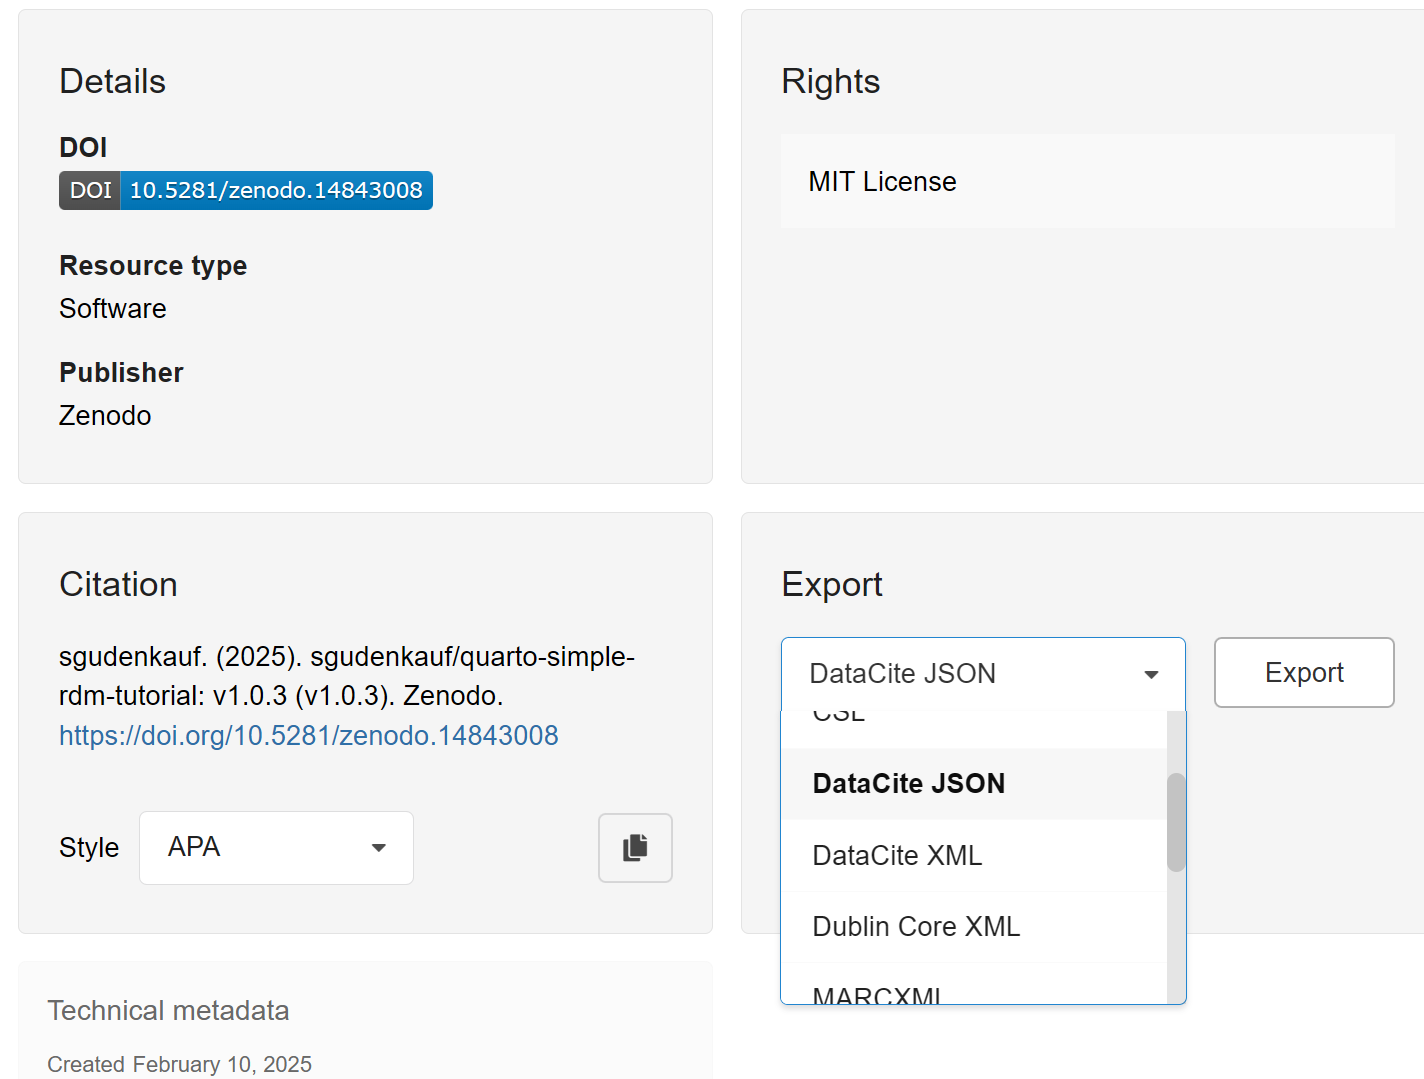 Details
DOI
DOI 10.5281/zenodo.14843008
Resource type
Software
Publisher
Zenodo
Rights
MIT License
Citation
sgudenkauf. (2025). sgudenkauf/quarto-simple-
rdm-tutorial: v1.0.3 (v1.0.3). Zenodo.
https://doi.org/10.5281/zenodo.14843008
Style APA
Export
DataCite JSON
Export
CSL
DataCite JSON
DataCite XML
Dublin Core XML
MARCXML
Technical metadata
Created February 10, 2025